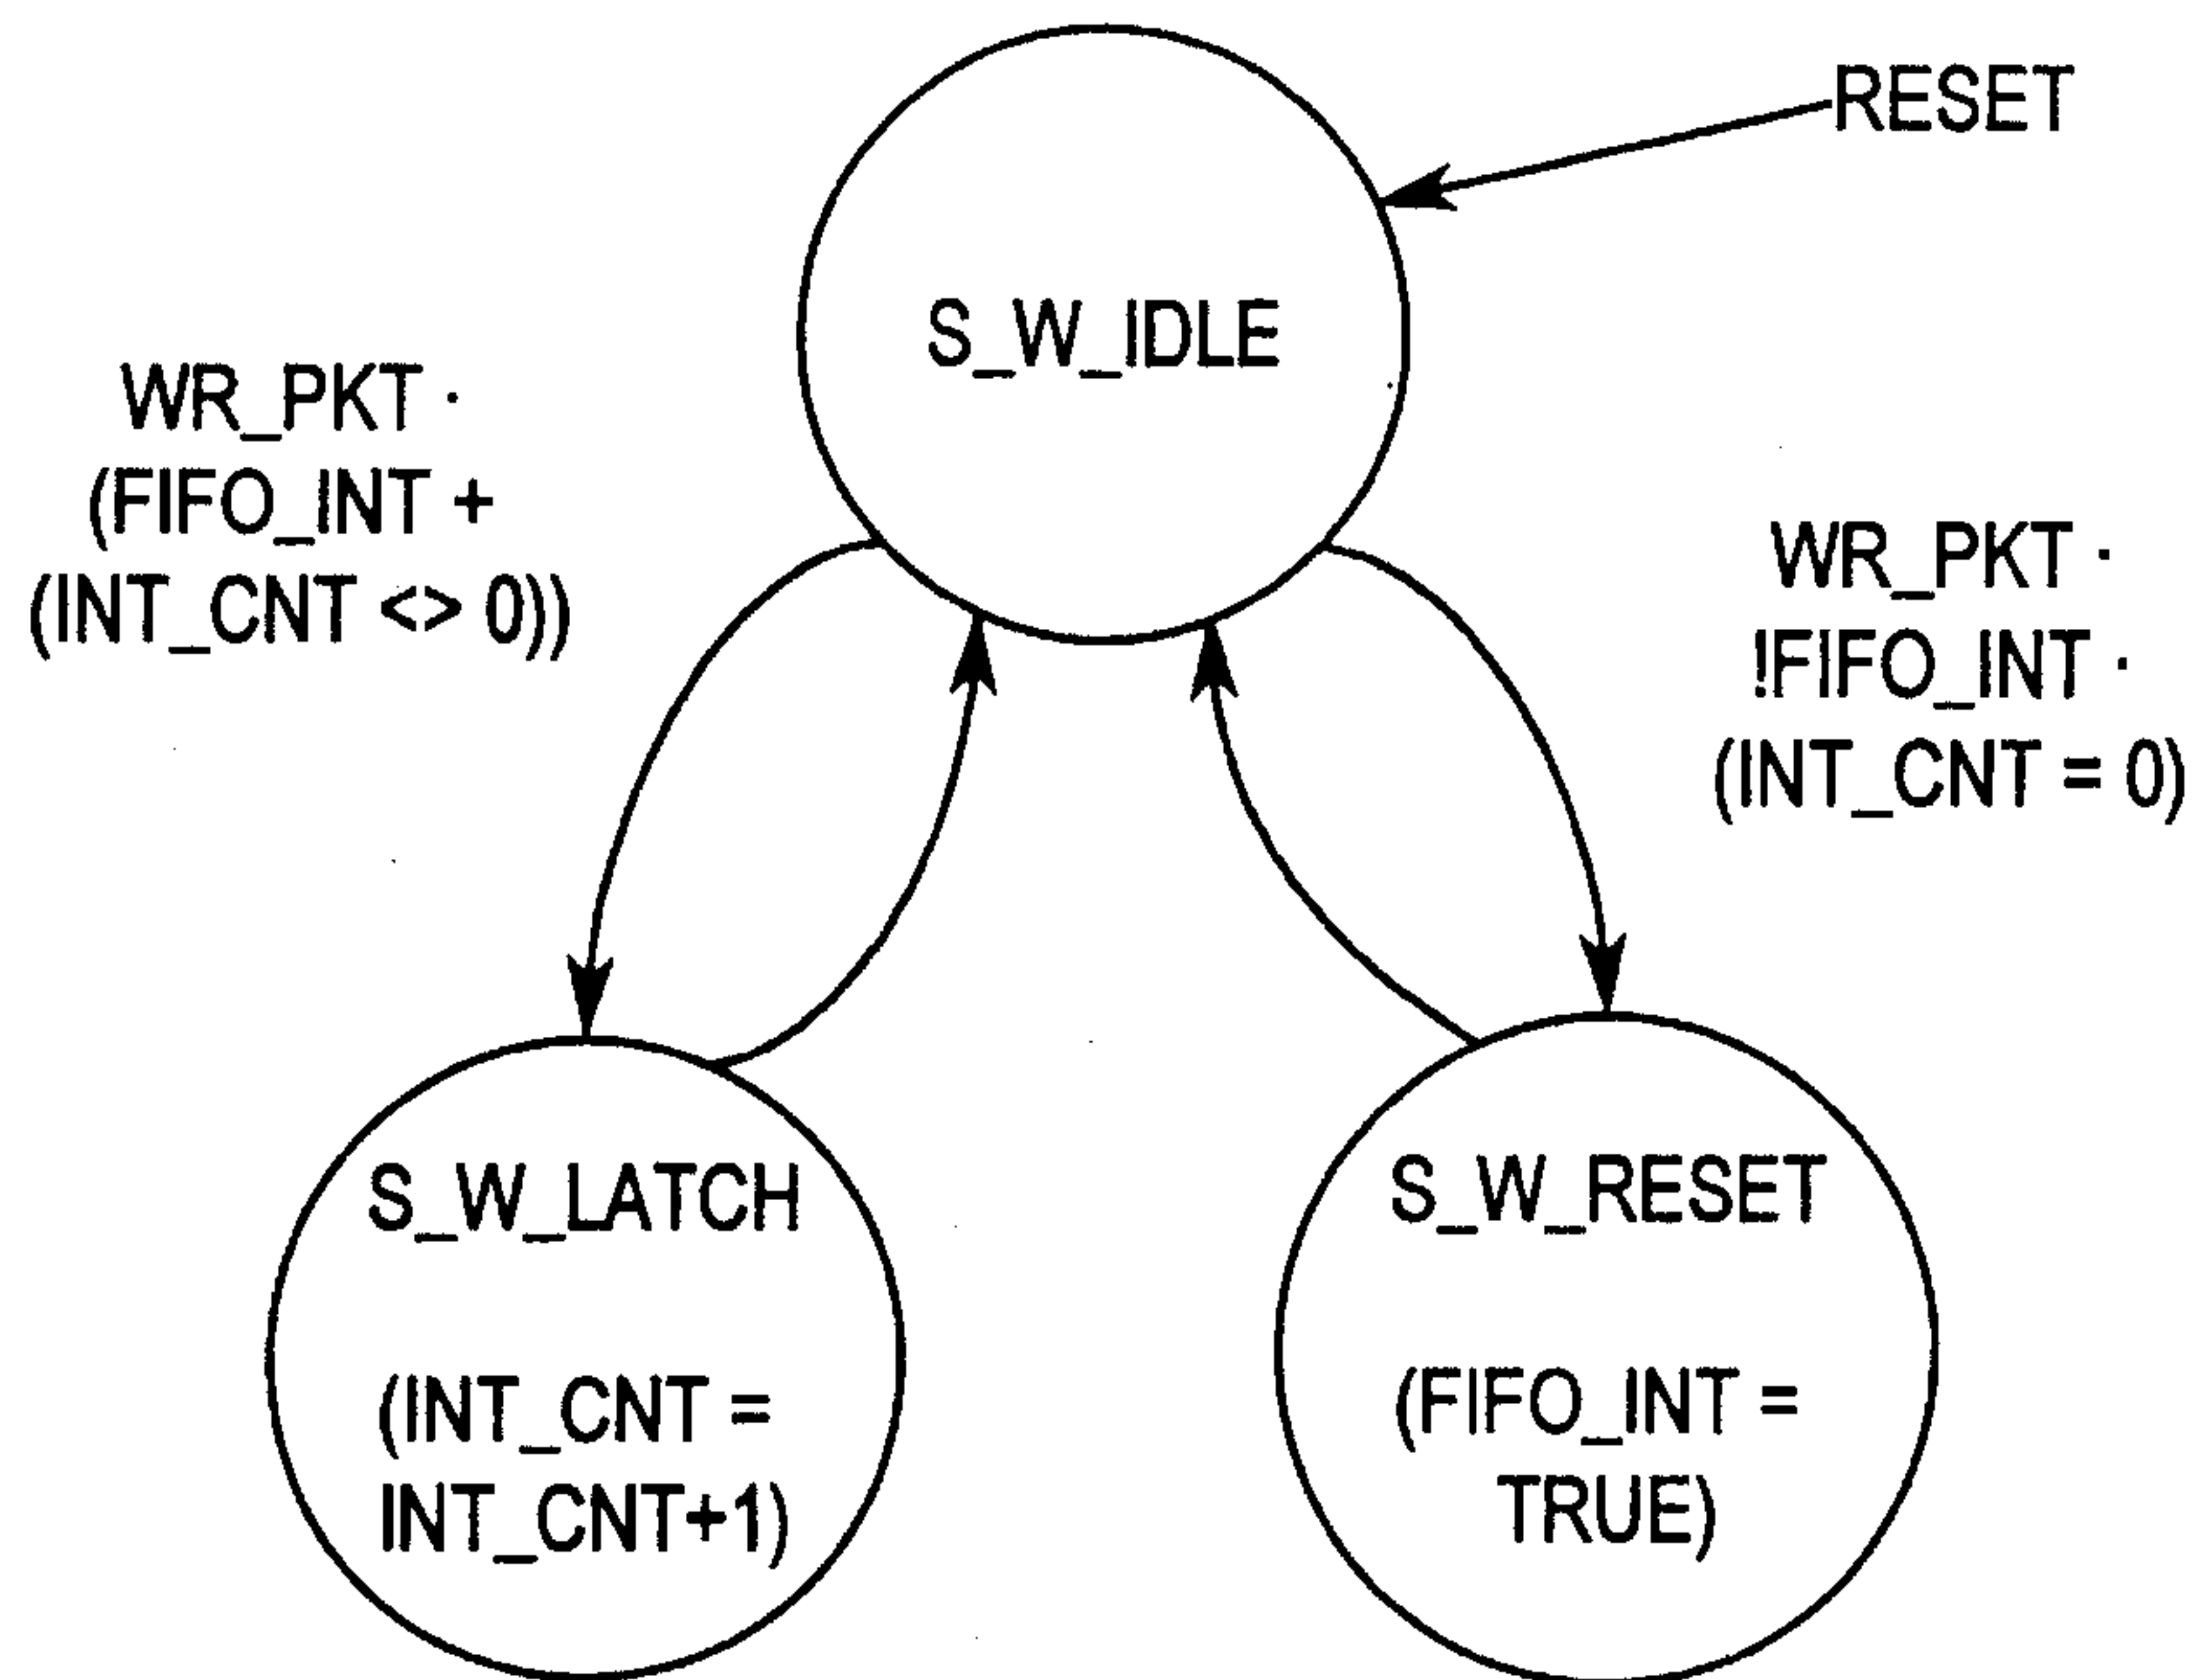 RESET
S_W_IDLE
WR_PKT ·
(FIFO_INT +
(INT_CNT <> 0))
WR_PKT ·
!FIFO_INT ·
(INT_CNT = 0)
S_W_LATCH
(INT_CNT =
INT_CNT+1)
S_W_RESET
(FIFO_INT =
TRUE)